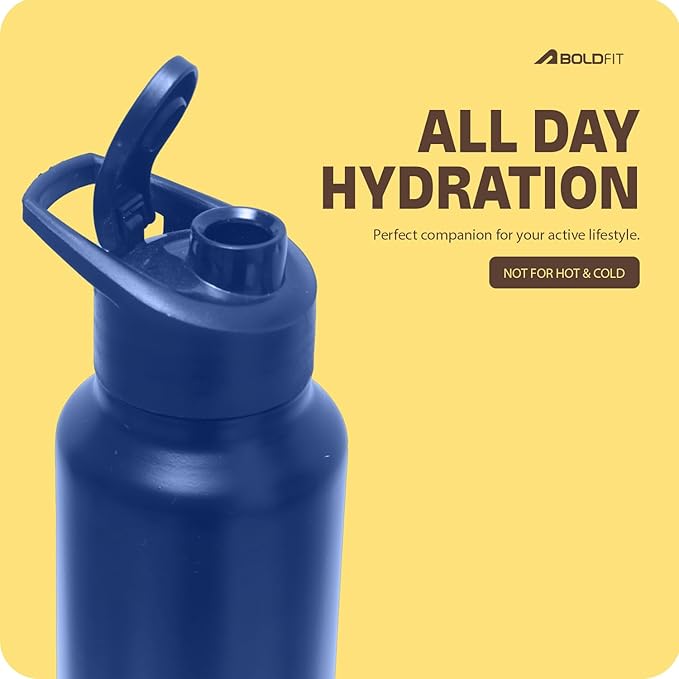 BOLDFIT
ALL DAY
HYDRATION
Perfect companion for your active lifestyle.
NOT FOR HOT & COLD